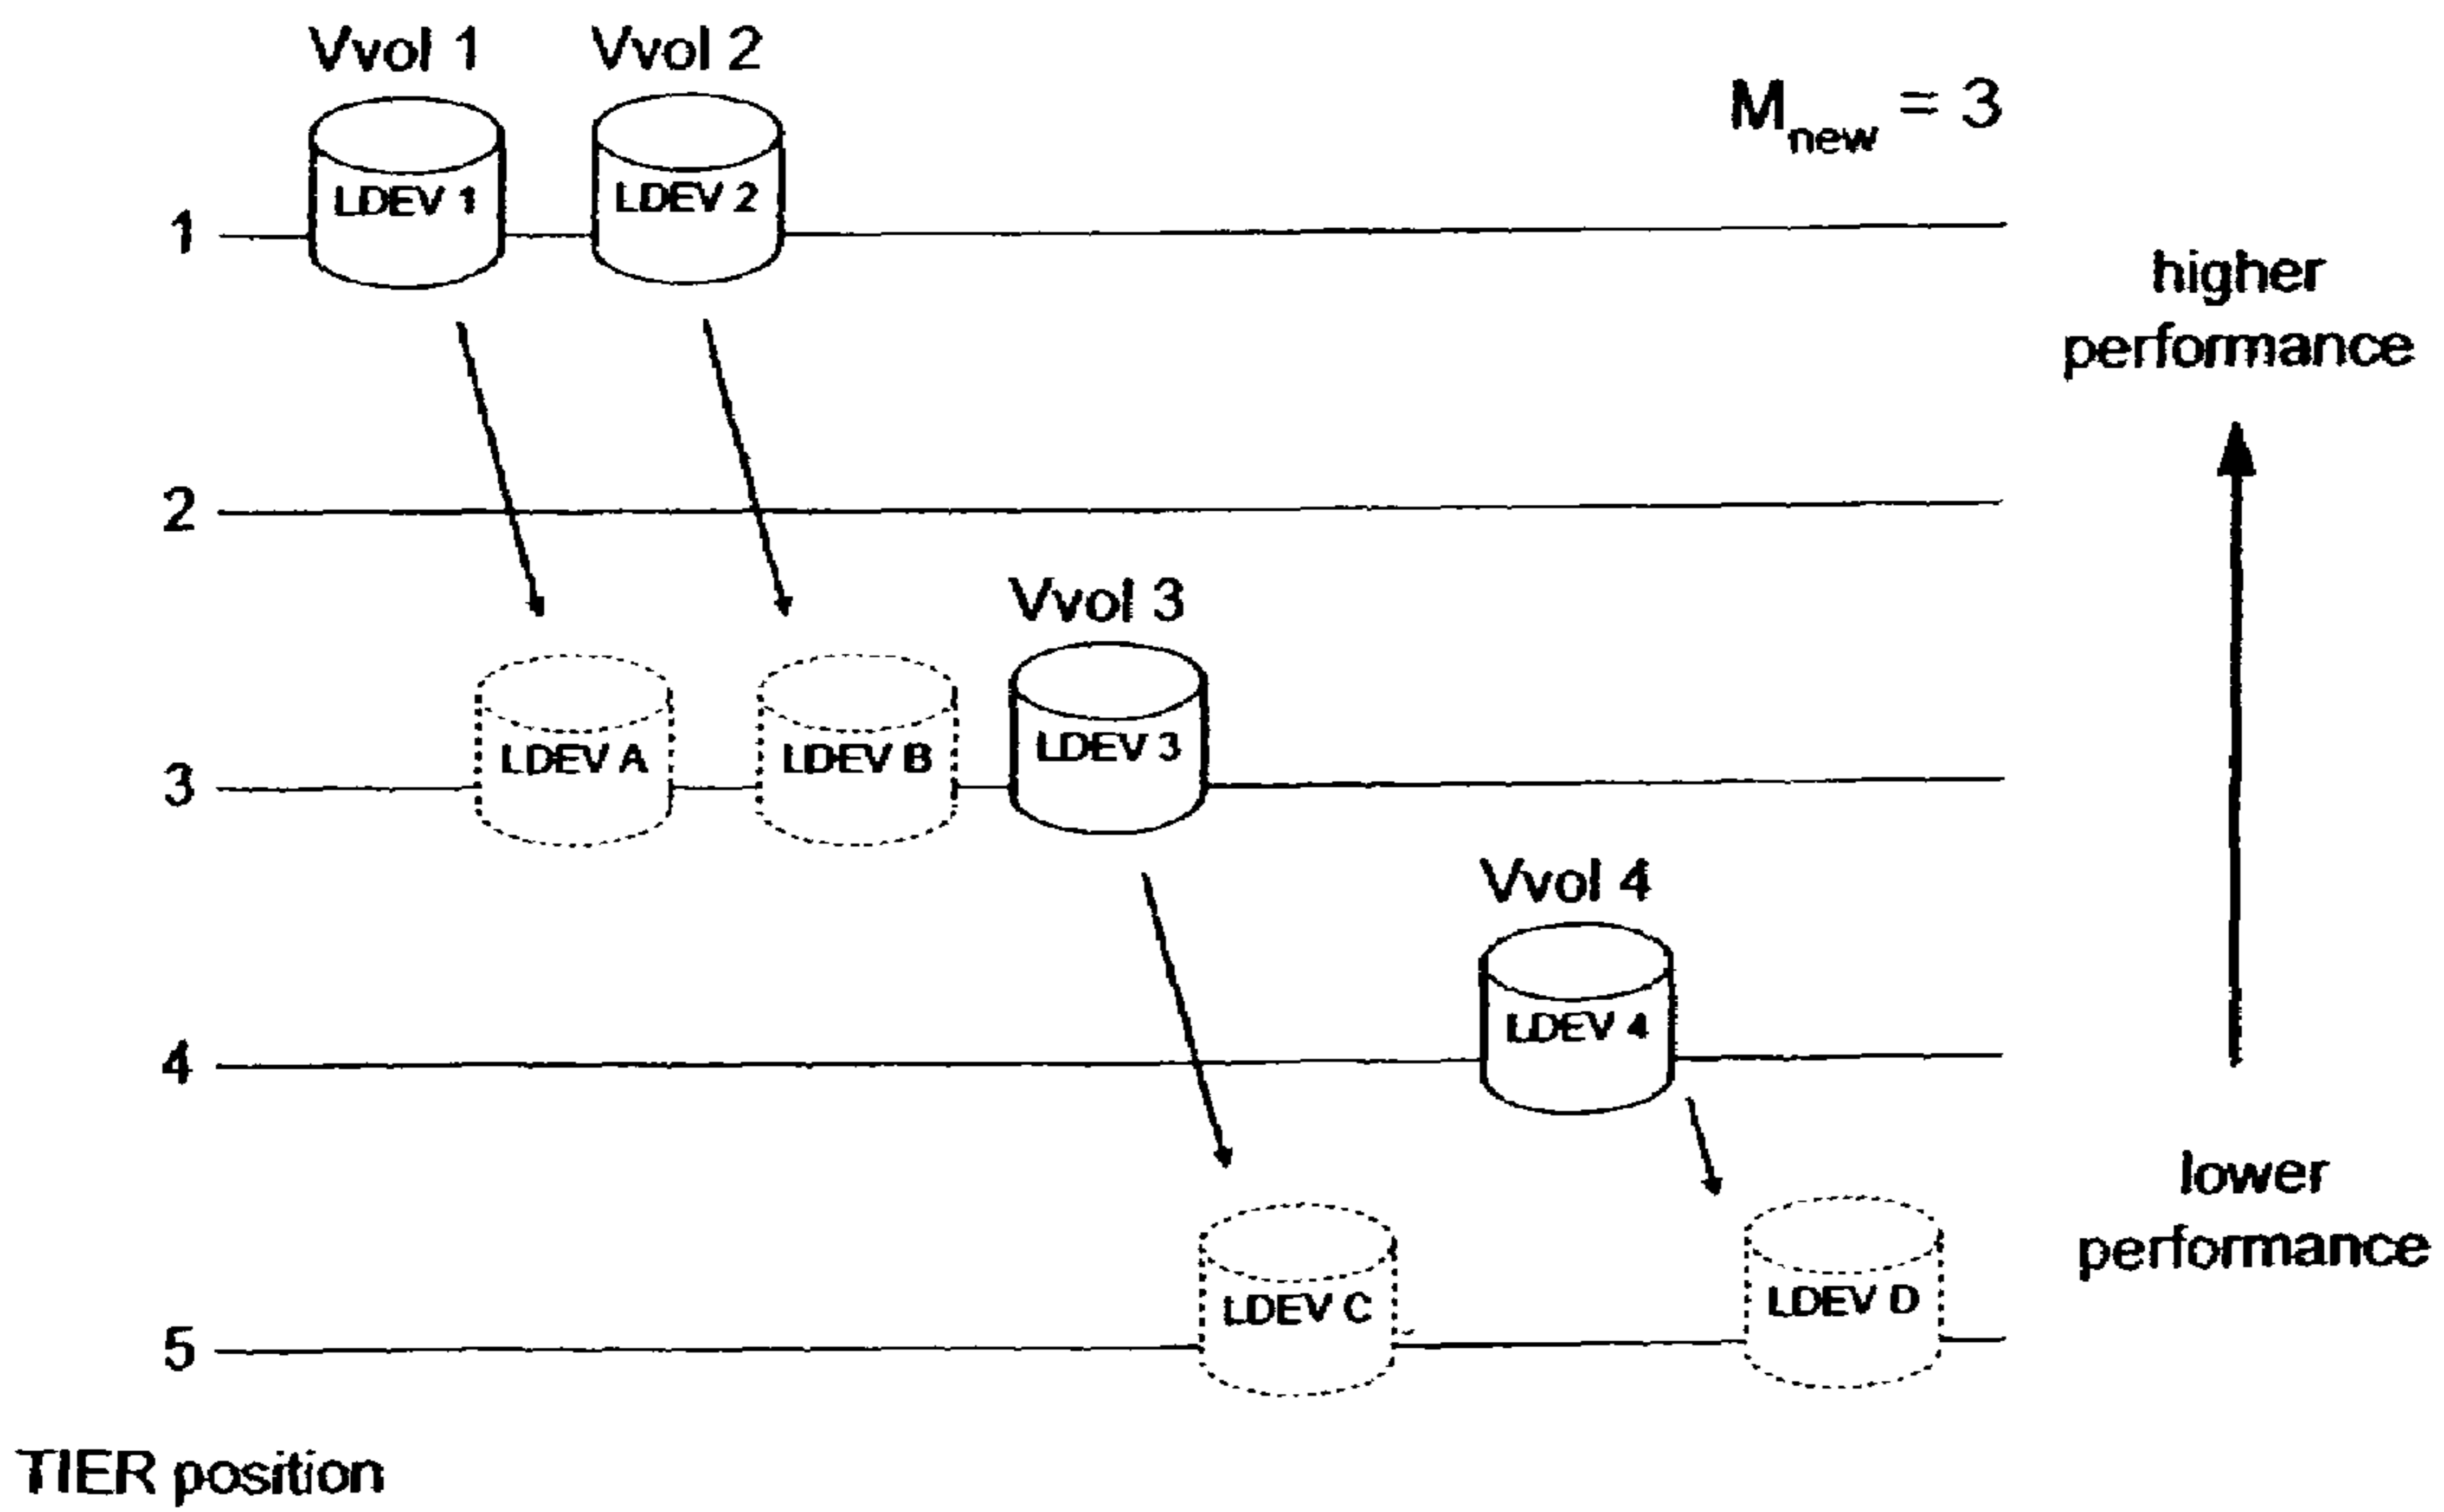 Vvol 1
Vvol 2
M_new = 3
LDEV 1
LDEV 2
1
higher
performance
2
Vvol 3
LDEV A
LDEV B
LDEV 3
3
Vvol 4
LDEV 4
4
lower
performance
LDEV C
LDEV D
5
TIER position